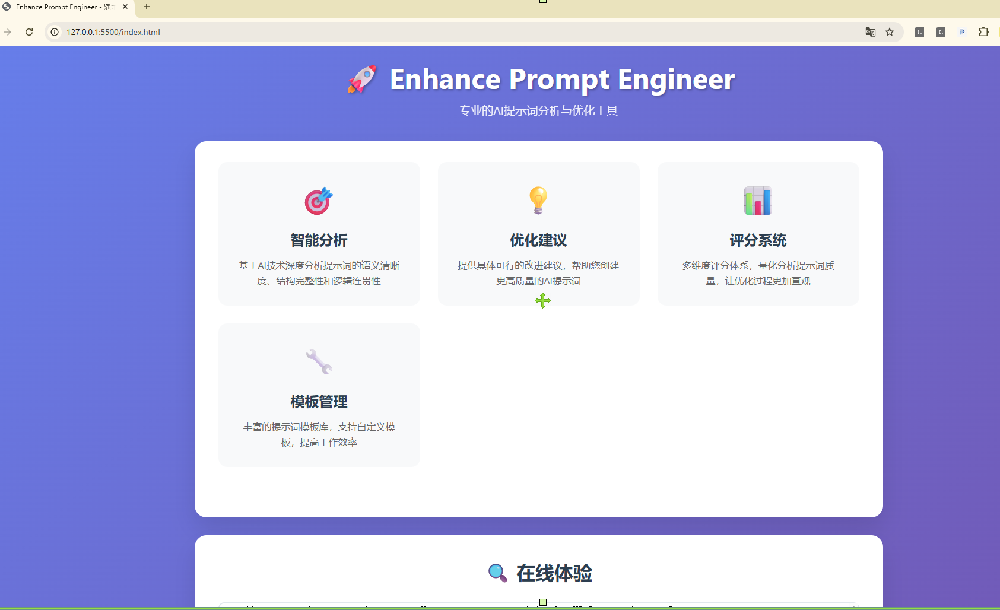 Enhance Prompt Engineer - 演示
127.0.0.1:5500/index.html
Enhance Prompt Engineer
专业的AI提示词分析与优化工具
智能分析
基于AI技术深度分析提示词的语义清晰
度、结构完整性和逻辑连贯性
优化建议
提供具体可行的改进建议，帮助您创建
更高质量的AI提示词
评分系统
多维度评分体系，量化分析提示词质
量，让优化过程更加直观
模板管理
丰富的提示词模板库，支持自定义模
板，提高工作效率
在线体验